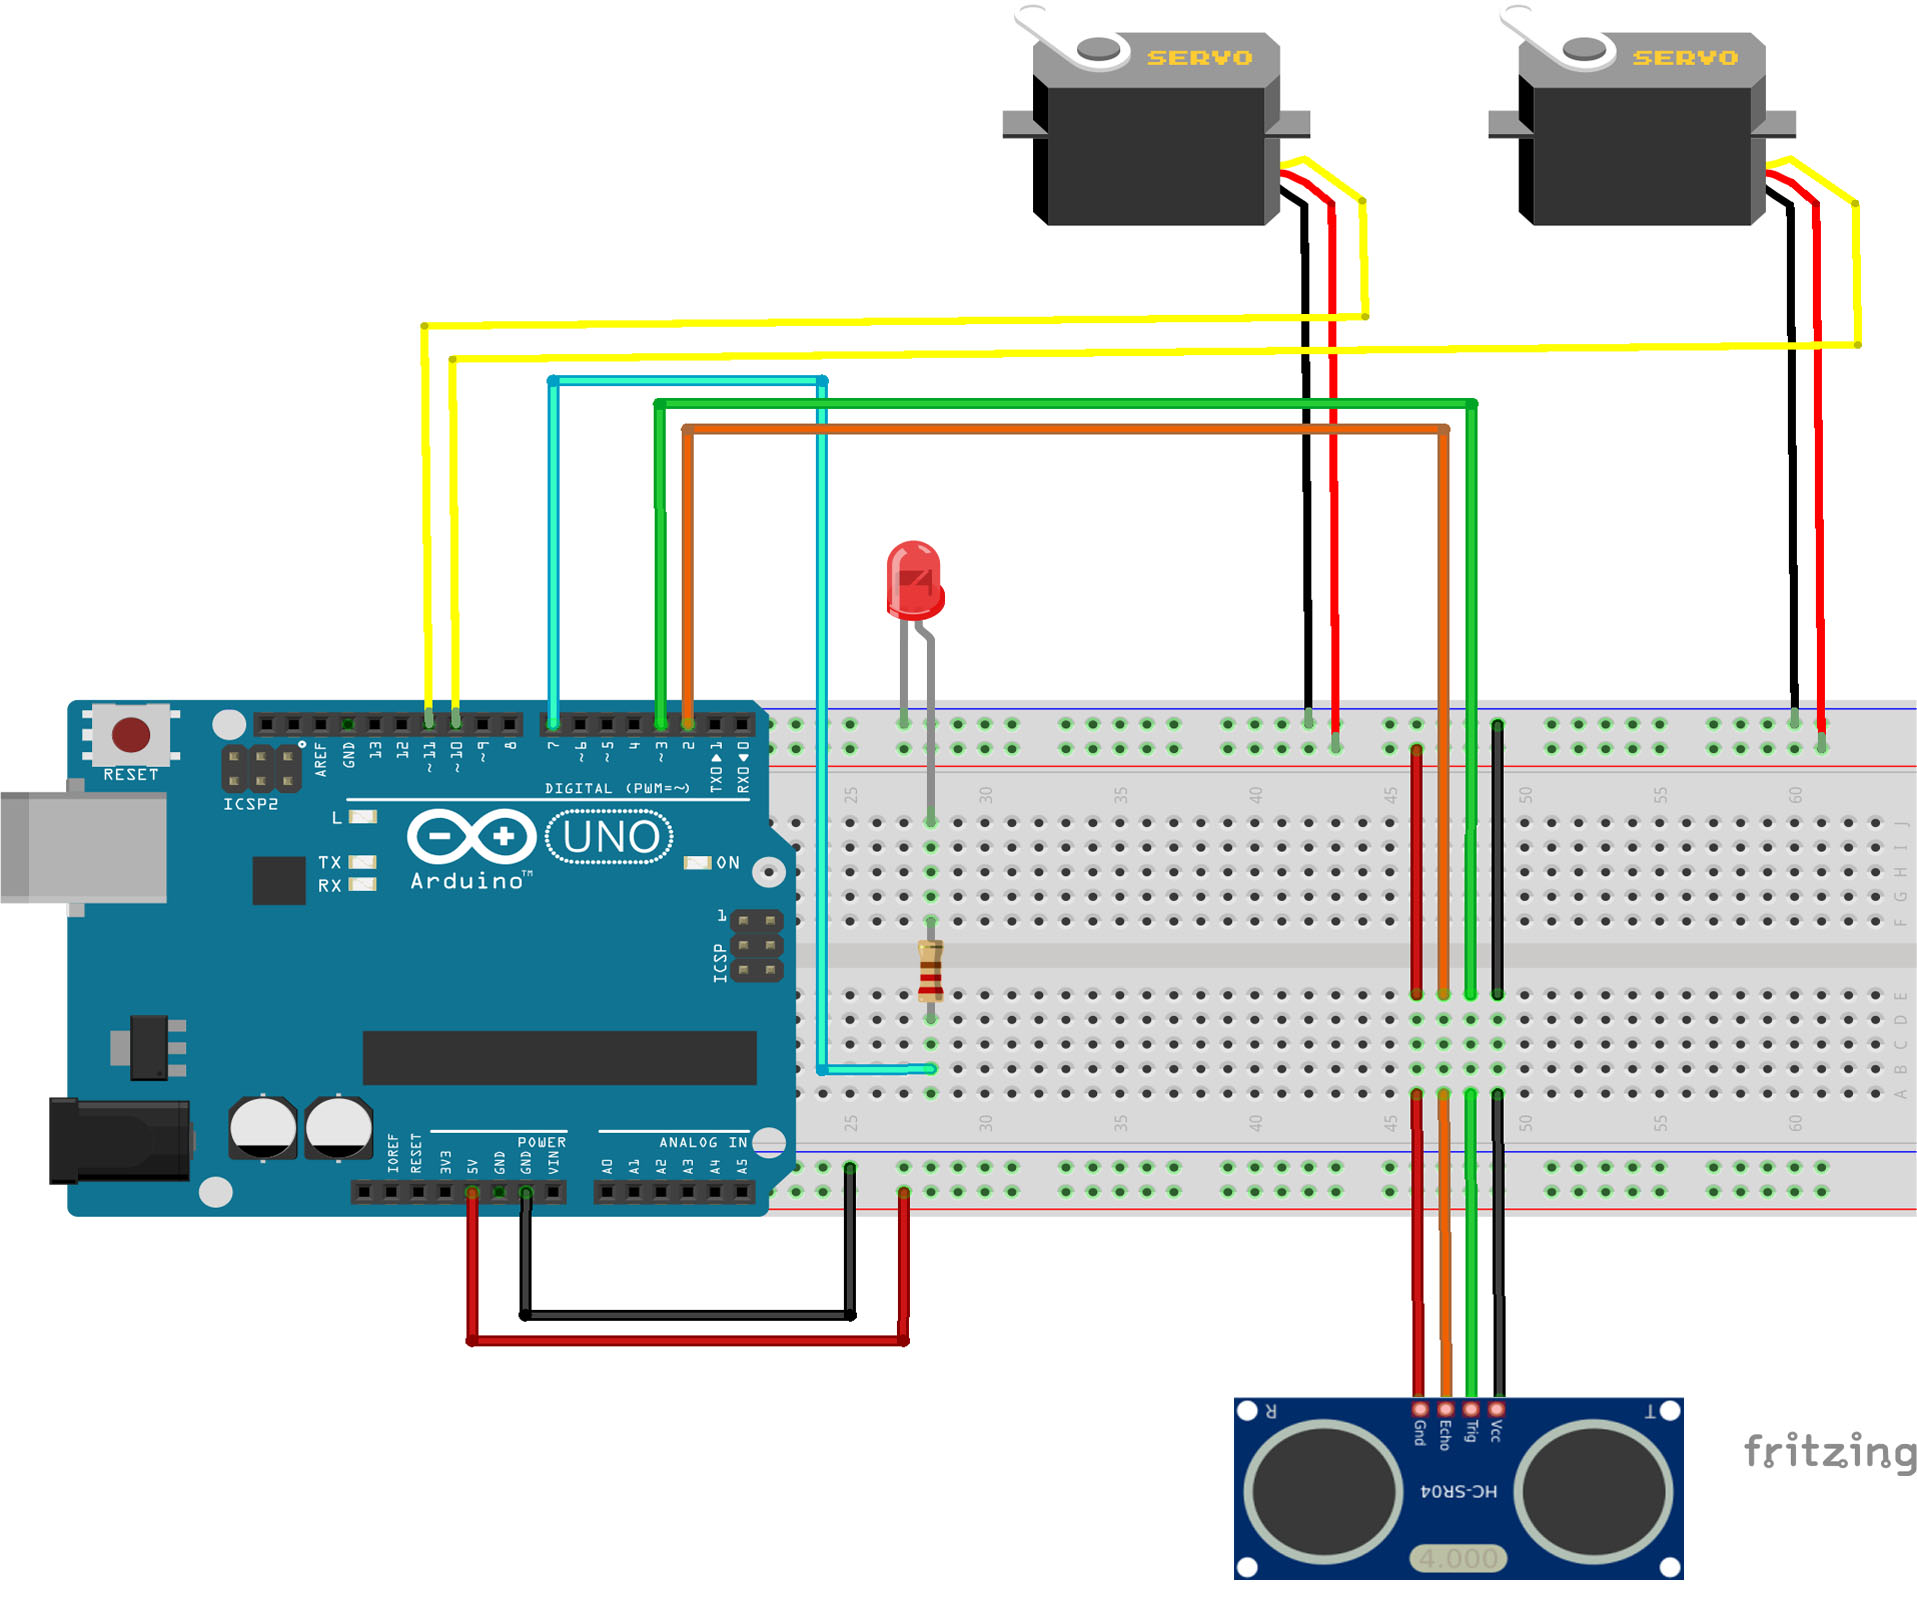 SERVO
SERVO
RESET
ICSP2
AREF
GND
13
12
~11
~10
~9
8
7
~6
~5
4
~3
2
TX0▶1
RX0◀0
DIGITAL (PWM=~)
L
TX
RX
UNO
Arduino™
ON
1
ICSP
IOREF
RESET
3V3
5V
GND
GND
VIN
POWER
A0
A1
A2
A3
A4
A5
ANALOG IN
25
30
35
40
45
50
55
60
J
I
H
G
F
E
D
C
B
A
25
30
35
40
45
50
55
60
R
Gnd
Echo
Trig
Vcc
T
HC-SR04
4.000
fritzing